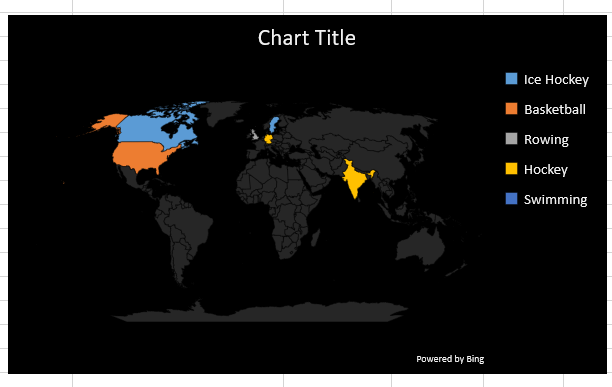 Chart Title
Ice Hockey
Basketball
Rowing
Hockey
Swimming
Powered by Bing